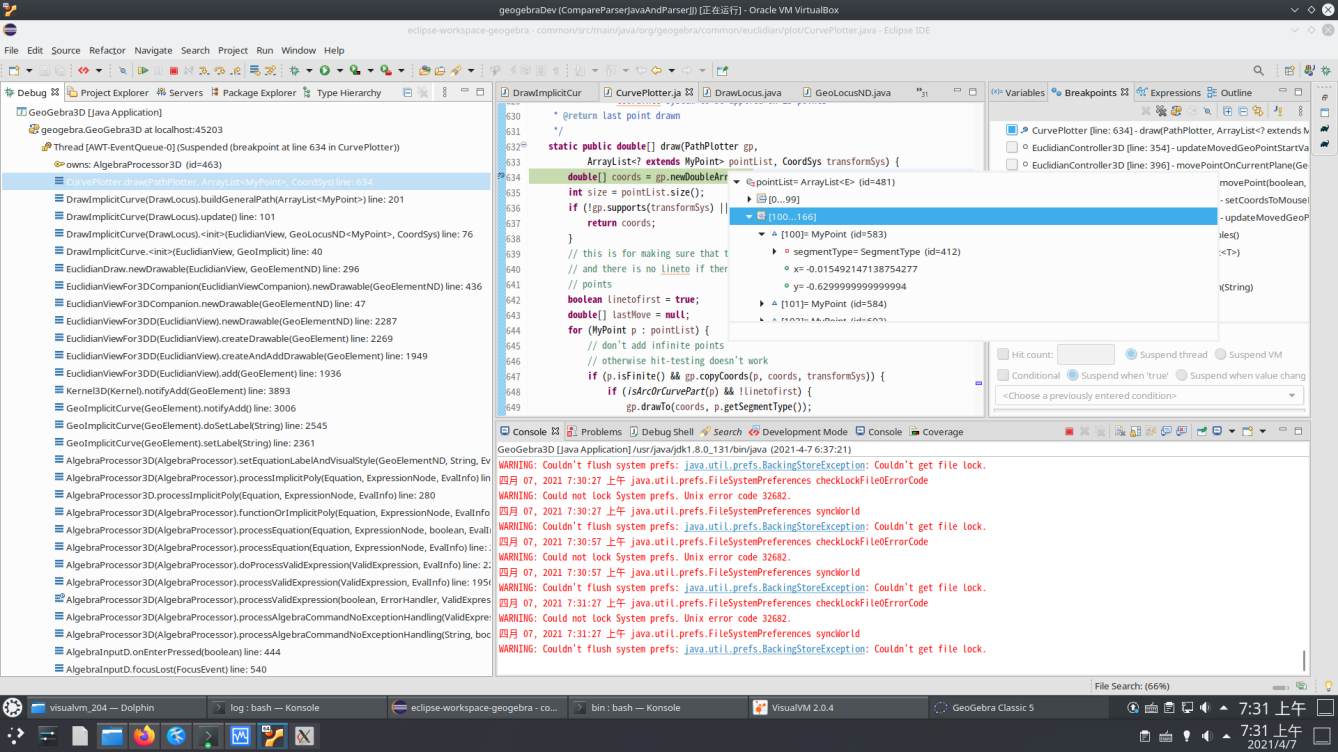 geogebraDev (CompareParserJavaAndParserJJ) [正在运行] - Oracle VM VirtualBox
eclipse-workspace-geogebra - common/src/main/java/org/geogebra/common/euclidian/plot/CurvePlotter.java - Eclipse IDE
File Edit Source Refactor Navigate Search Project Run Window Help
Debug Project Explorer Servers Package Explorer Type Hierarchy
GeoGebra3D [Java Application]
geogebra.GeoGebra3D at localhost:45203
Thread [AWT-EventQueue-0] (Suspended (breakpoint at line 634 in CurvePlotter))
owns: AlgebraProcessor3D (id=463)
CurvePlotter.draw(PathPlotter, ArrayList<MyPoint>, CoordSys) line: 634
DrawImplicitCurve(DrawLocus).buildGeneralPath(ArrayList<MyPoint>) line: 201
DrawImplicitCurve(DrawLocus).update() line: 101
DrawImplicitCurve(DrawLocus).<init>(EuclidianView, GeoLocusND<MyPoint>, CoordSys) line: 76
DrawImplicitCurve.<init>(EuclidianView, GeoImplicit) line: 40
EuclidianDraw.newDrawable(EuclidianView, GeoElementND) line: 296
EuclidianViewFor3DCompanion(EuclidianViewCompanion).newDrawable(GeoElementND) line: 436
EuclidianViewFor3DCompanion.newDrawable(GeoElementND) line: 47
EuclidianViewFor3DD(EuclidianView).newDrawable(GeoElementND) line: 2287
EuclidianViewFor3DD(EuclidianView).createDrawable(GeoElement) line: 2269
EuclidianViewFor3DD(EuclidianView).createAndAddDrawable(GeoElement) line: 1949
EuclidianViewFor3DD(EuclidianView).add(GeoElement) line: 1936
Kernel3D(Kernel).notifyAdd(GeoElement) line: 3893
GeoImplicitCurve(GeoElement).notifyAdd() line: 3006
GeoImplicitCurve(GeoElement).doSetLabel(String) line: 2545
GeoImplicitCurve(GeoElement).setLabel(String) line: 2361
AlgebraProcessor3D(AlgebraProcessor).setEquationLabelAndVisualStyle(GeoElementND, String, Ev
AlgebraProcessor3D(AlgebraProcessor).processImplicitPoly(Equation, ExpressionNode, EvalInfo) lin
AlgebraProcessor3D.processImplicitPoly(Equation, ExpressionNode, EvalInfo) line: 280
AlgebraProcessor3D(AlgebraProcessor).functionOrImplicitPoly(Equation, ExpressionNode, EvalInfo
AlgebraProcessor3D(AlgebraProcessor).processEquation(Equation, ExpressionNode, boolean, EvalI
AlgebraProcessor3D(AlgebraProcessor).processEquation(Equation, ExpressionNode, EvalInfo) line:
AlgebraProcessor3D(AlgebraProcessor).doProcessValidExpression(ValidExpression, EvalInfo) line: 22
AlgebraProcessor3D(AlgebraProcessor).processValidExpression(ValidExpression, EvalInfo) line: 195
AlgebraProcessor3D(AlgebraProcessor).processValidExpression(boolean, ErrorHandler, ValidExpres
AlgebraProcessor3D(AlgebraProcessor).processAlgebraCommandNoExceptionHandling(ValidExpre
AlgebraProcessor3D(AlgebraProcessor).processAlgebraCommandNoExceptionHandling(String, boo
AlgebraInputD.onEnterPressed(boolean) line: 444
AlgebraInputD.focusLost(FocusEvent) line: 540
DrawImplicitCur CurvePlotter.ja DrawLocus.java GeoLocusND.java 31
630 * @return last point drawn
631 */
632 static public double[] draw(PathPlotter gp,
633 ArrayList<? extends MyPoint> pointList, CoordSys transformSys) {
634 double[] coords = gp.newDoubleArr
635 int size = pointList.size();
636 if (!gp.supports(transformSys) ||
637 return coords;
638 }
639 // this is for making sure that t
640 // and there is no lineto if ther
641 // points
642 boolean linetofirst = true;
643 double[] lastMove = null;
644 for (MyPoint p : pointList) {
645 // don't add infinite points
646 // otherwise hit-testing doesn't work
647 if (p.isFinite() && gp.copyCoords(p, coords, transformSys)) {
648 if (isArcOrCurvePart(p) && !linetofirst) {
649 gp.drawTo(coords, p.getSegmentType());
pointList= ArrayList<E> (id=481)
[0...99]
[100...166]
[100]= MyPoint (id=583)
segmentType= SegmentType (id=412)
x= -0.015492147138754277
y= -0.6299999999999994
[101]= MyPoint (id=584)
Variables Breakpoints Expressions Outline
CurvePlotter [line: 634] - draw(PathPlotter, ArrayList<? extends M
EuclidianController3D [line: 354] - updateMovedGeoPointStartVa
EuclidianController3D [line: 396] - movePointOnCurrentPlane(Ge
movePoint(boolean,
- setCoordsToMouse
- updateMovedGeoP
bles()
<T>)
n(String)
Hit count: Suspend thread Suspend VM
Conditional Suspend when 'true' Suspend when value chang
<Choose a previously entered condition>
Console Problems Debug Shell Search Development Mode Console Coverage
GeoGebra3D [Java Application] /usr/java/jdk1.8.0_131/bin/java (2021-4-7 6:37:21)
WARNING: Couldn't flush system prefs: java.util.prefs.BackingStoreException: Couldn't get file lock.
四月 07, 2021 7:30:27 上午 java.util.prefs.FileSystemPreferences checkLockFile0ErrorCode
WARNING: Could not lock System prefs. Unix error code 32682.
四月 07, 2021 7:30:27 上午 java.util.prefs.FileSystemPreferences syncWorld
WARNING: Couldn't flush system prefs: java.util.prefs.BackingStoreException: Couldn't get file lock.
四月 07, 2021 7:30:57 上午 java.util.prefs.FileSystemPreferences checkLockFile0ErrorCode
WARNING: Could not lock System prefs. Unix error code 32682.
四月 07, 2021 7:30:57 上午 java.util.prefs.FileSystemPreferences syncWorld
WARNING: Couldn't flush system prefs: java.util.prefs.BackingStoreException: Couldn't get file lock.
四月 07, 2021 7:31:27 上午 java.util.prefs.FileSystemPreferences checkLockFile0ErrorCode
WARNING: Could not lock System prefs. Unix error code 32682.
四月 07, 2021 7:31:27 上午 java.util.prefs.FileSystemPreferences syncWorld
WARNING: Couldn't flush system prefs: java.util.prefs.BackingStoreException: Couldn't get file lock.
File Search: (66%)
visualvm_204 — Dolphin log : bash — Konsole eclipse-workspace-geogebra - co... bin : bash — Konsole VisualVM 2.0.4 GeoGebra Classic 5 7:31 上午
7:31 上午
2021/4/7